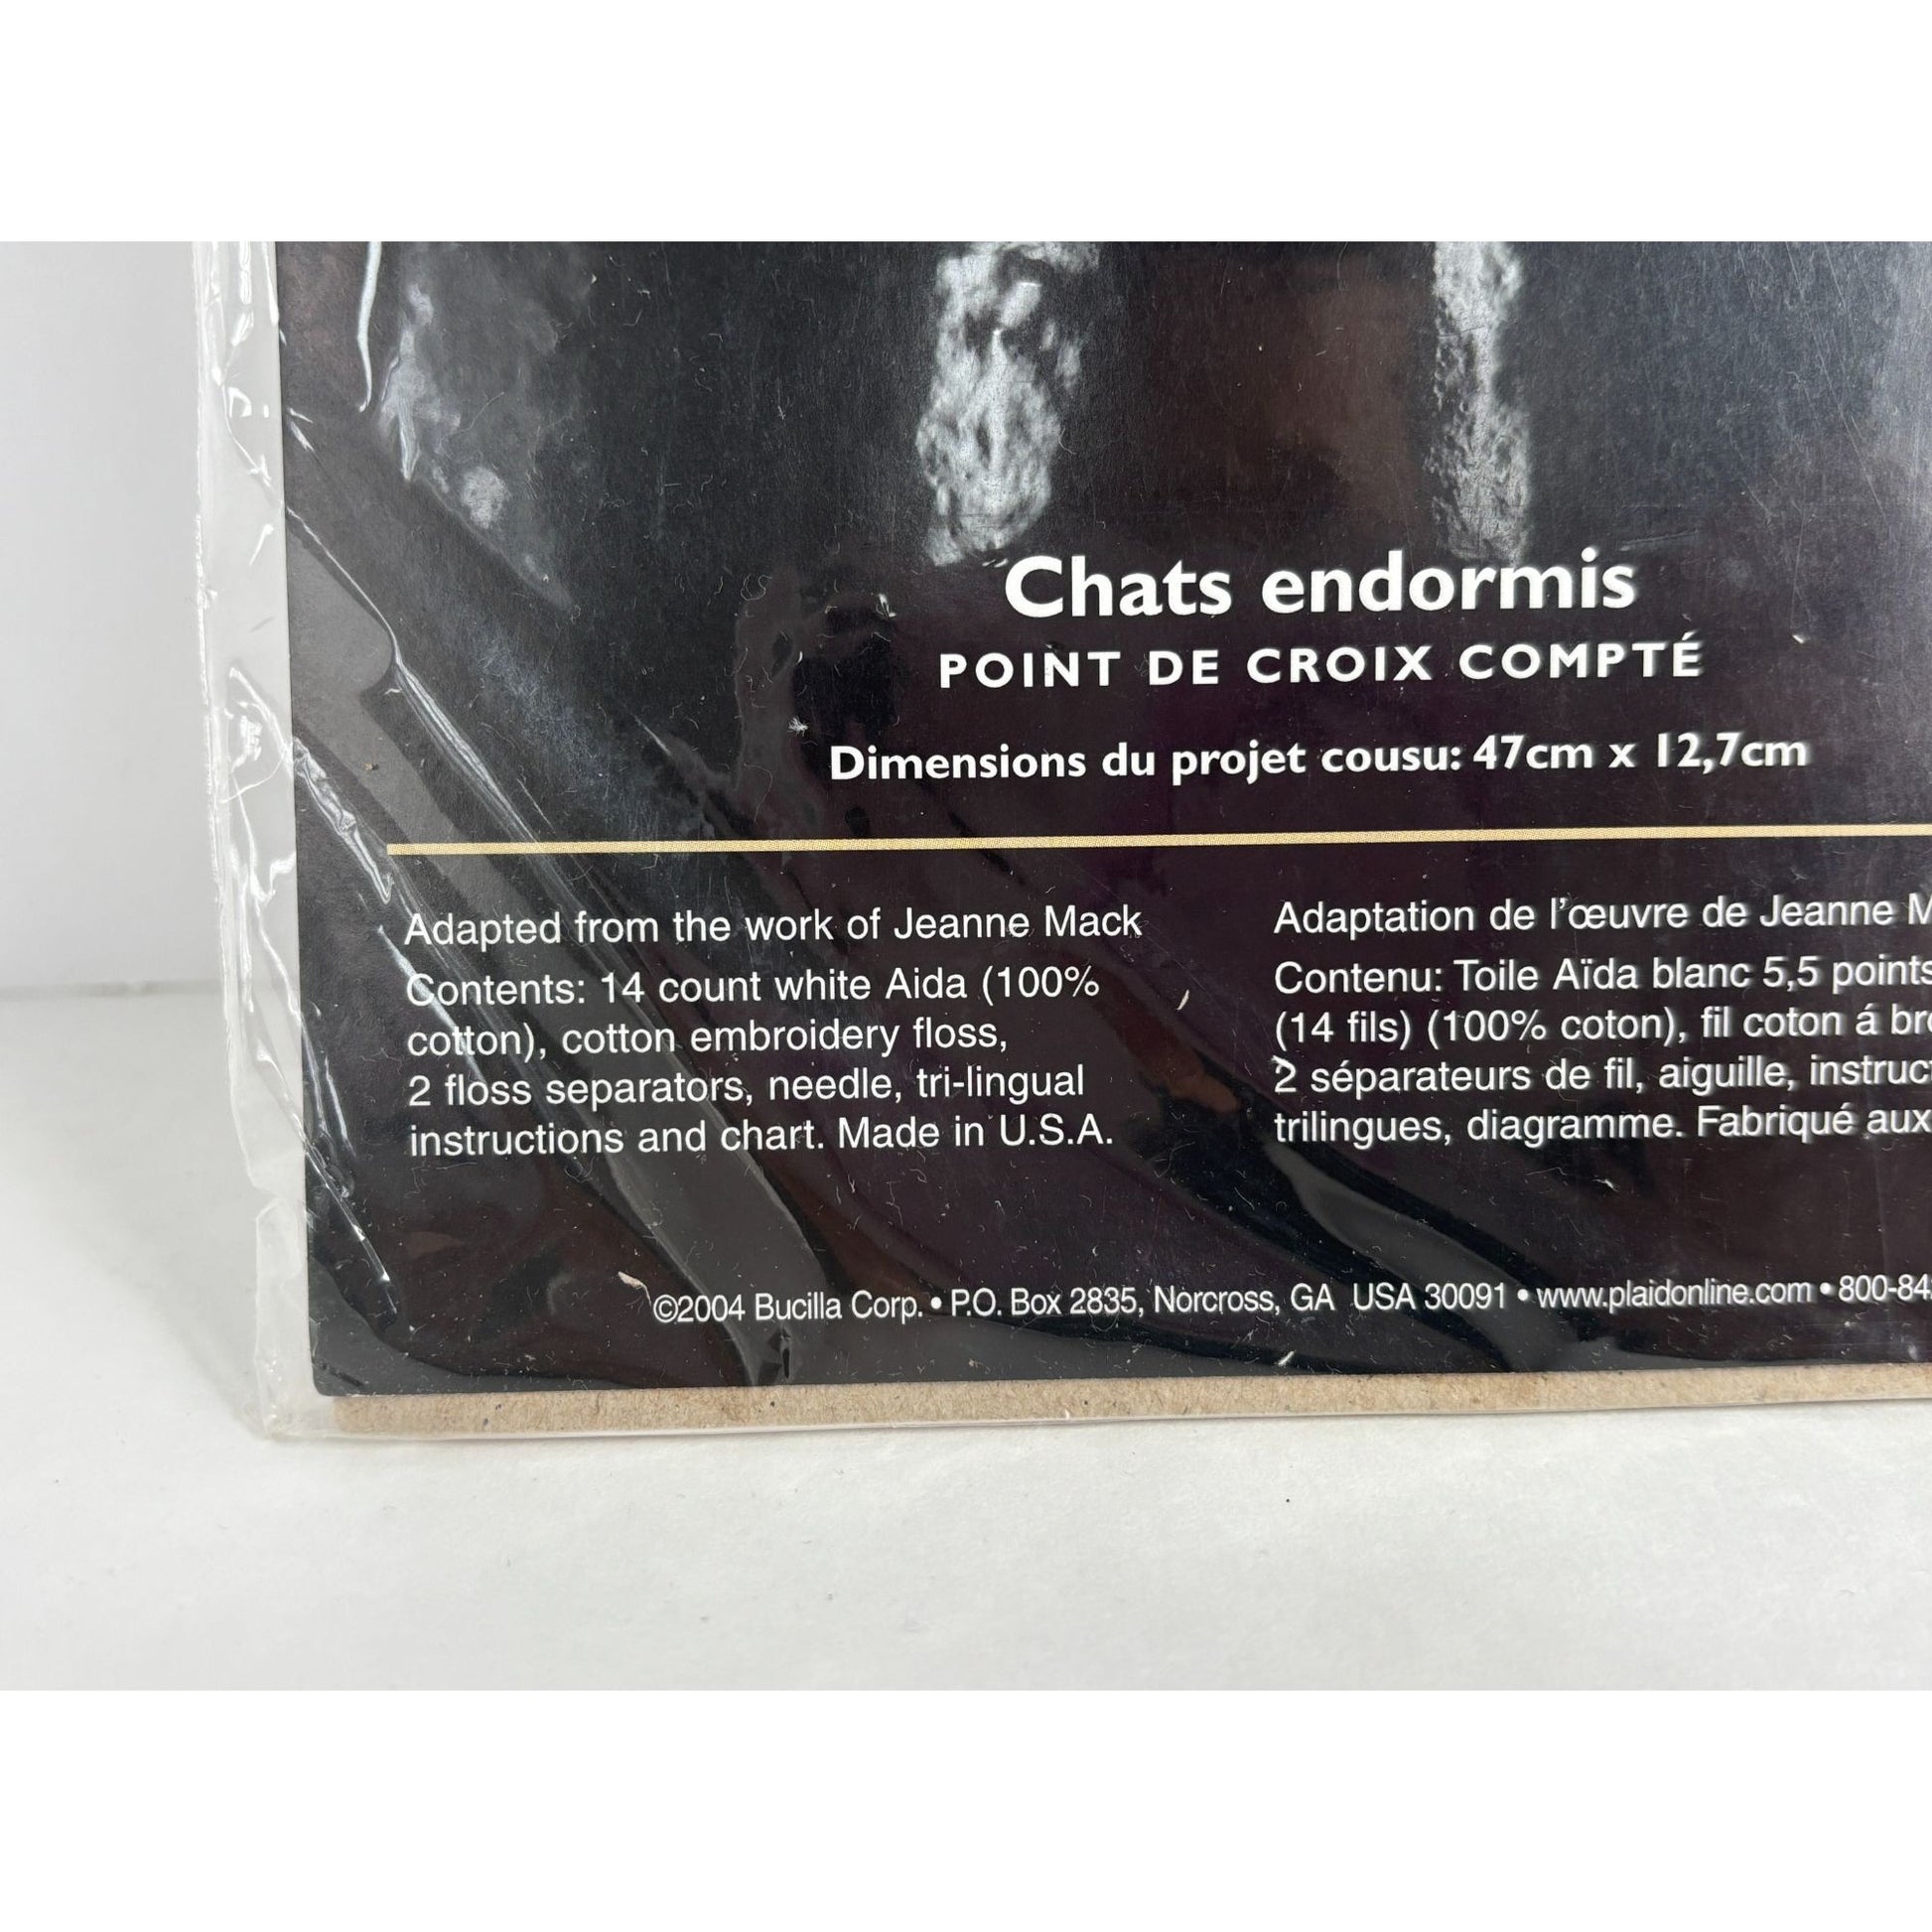 Chats endormis
POINT DE CROIX COMPTÉ
Dimensions du projet cousu: 47cm x 12,7cm
Adapted from the work of Jeanne Mack
Contents: 14 count white Aida (100%
cotton), cotton embroidery floss,
2 floss separators, needle, tri-lingual
instructions and chart. Made in U.S.A.
Adaptation de l'œuvre de Jeanne
Contenu: Toile Aïda blanc 5,5 points
(14 fils) (100% coton), fil coton á
2 séparateurs de fil, aiguille,
trilingues, diagramme. Fabriqué aux
©2004 Bucilla Corp. • P.O. Box 2835, Norcross, GA USA 30091 • www.plaidonline.com • 800-84